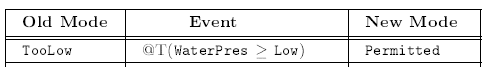 Old Mode Event New Mode
TooLow @T(WaterPres ≥ Low) Permitted